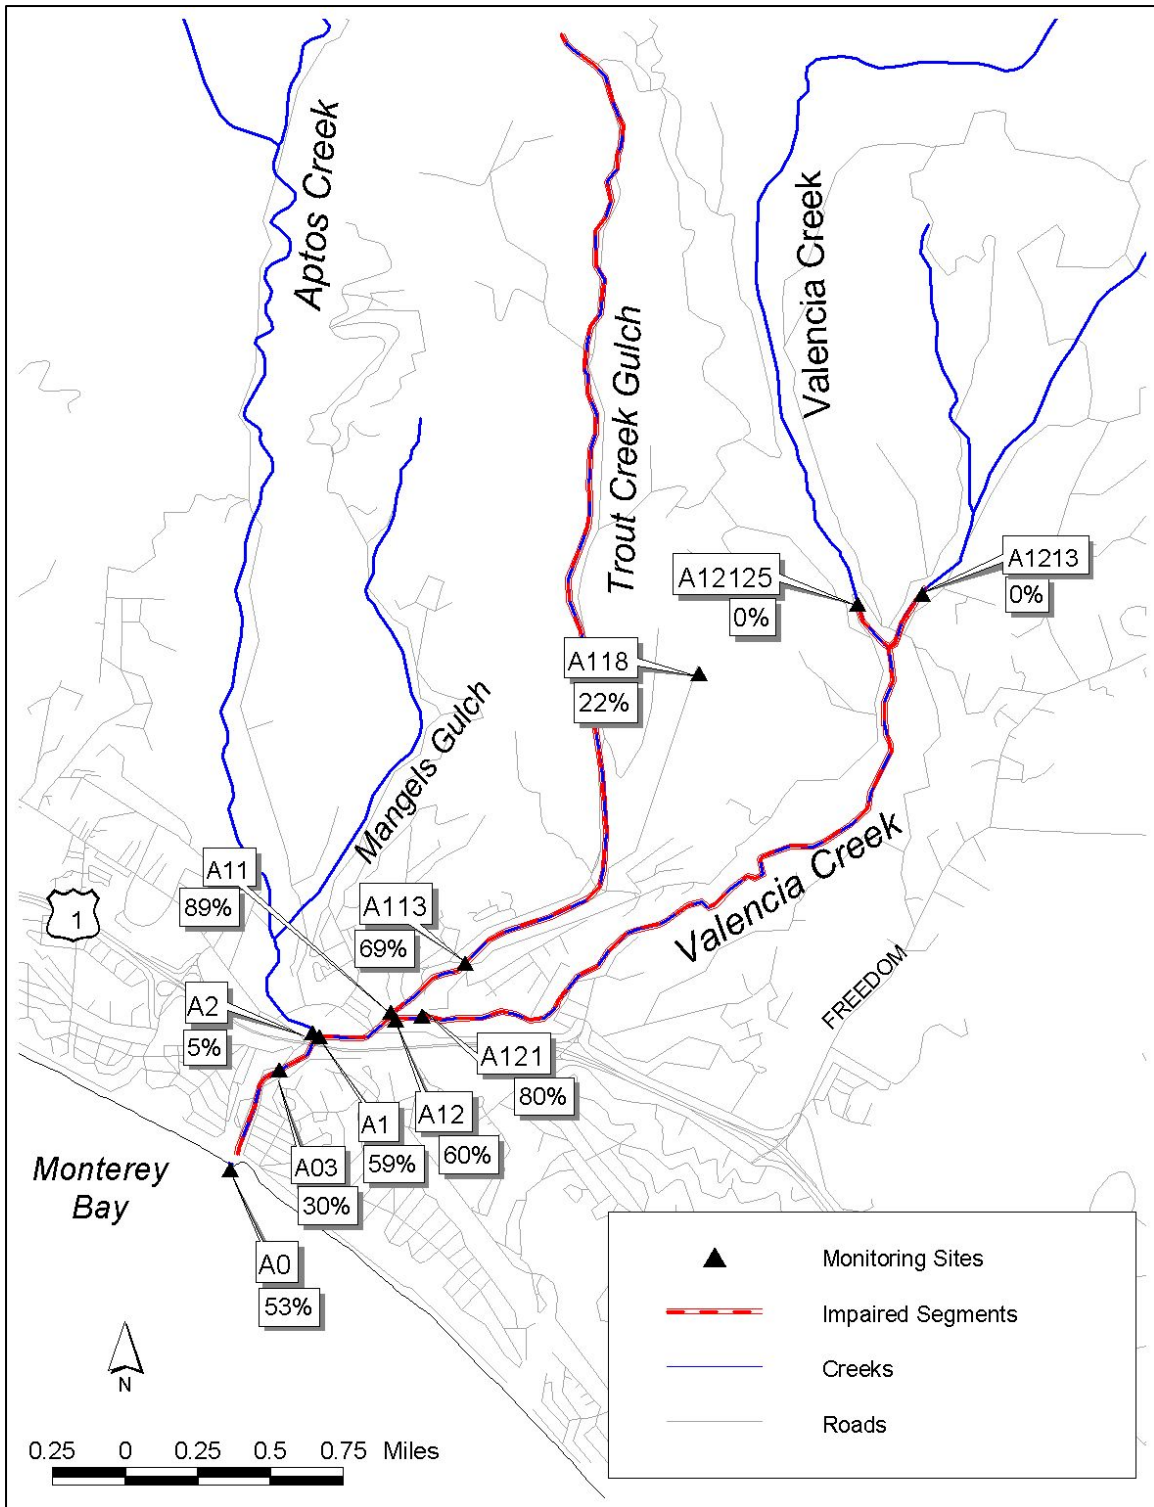 Aptos Creek
Valencia Creek
Trout Creek Gulch
A12125
0%
A1213
0%
A118
22%
Mangels Gulch
A11
89%
A113
69%
Valencia Creek
1
FREEDOM
A2
5%
A121
80%
A1
59%
A12
60%
A03
30%
Monterey
Bay
A0
53%
Monitoring Sites
Impaired Segments
Creeks
Roads
N
0.25 0 0.25 0.5 0.75 Miles